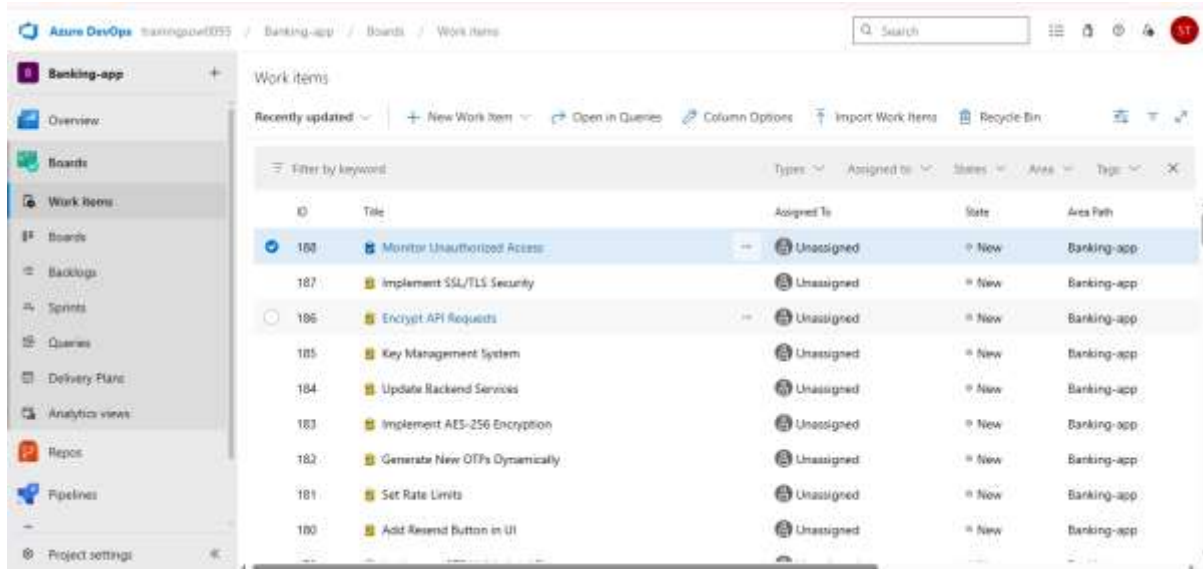 Azure DevOps / Banking-app / Boards / Work items Search ST
B Banking-app +
Work items
Overview
Recently updated New Work Item Open in Queries Column Options Import Work Items Recycle Bin
Boards
Filter by keyword Types Assigned to States Area Tags
Work items
ID Title Assigned To State Area Path
Boards
188 Monitor Unauthorized Access Unassigned New Banking-app
Backlogs
187 Implement SSL/TLS Security Unassigned New Banking-app
Sprints
186 Encrypt API Requests Unassigned New Banking-app
Queries
185 Key Management System Unassigned New Banking-app
Delivery Plans
184 Update Backend Services Unassigned New Banking-app
Analytics views
183 Implement AES-256 Encryption Unassigned New Banking-app
Repos
182 Generate New OTPs Dynamically Unassigned New Banking-app
Pipelines
181 Set Rate Limits Unassigned New Banking-app
180 Add Resend Button in UI Unassigned New Banking-app
Project settings